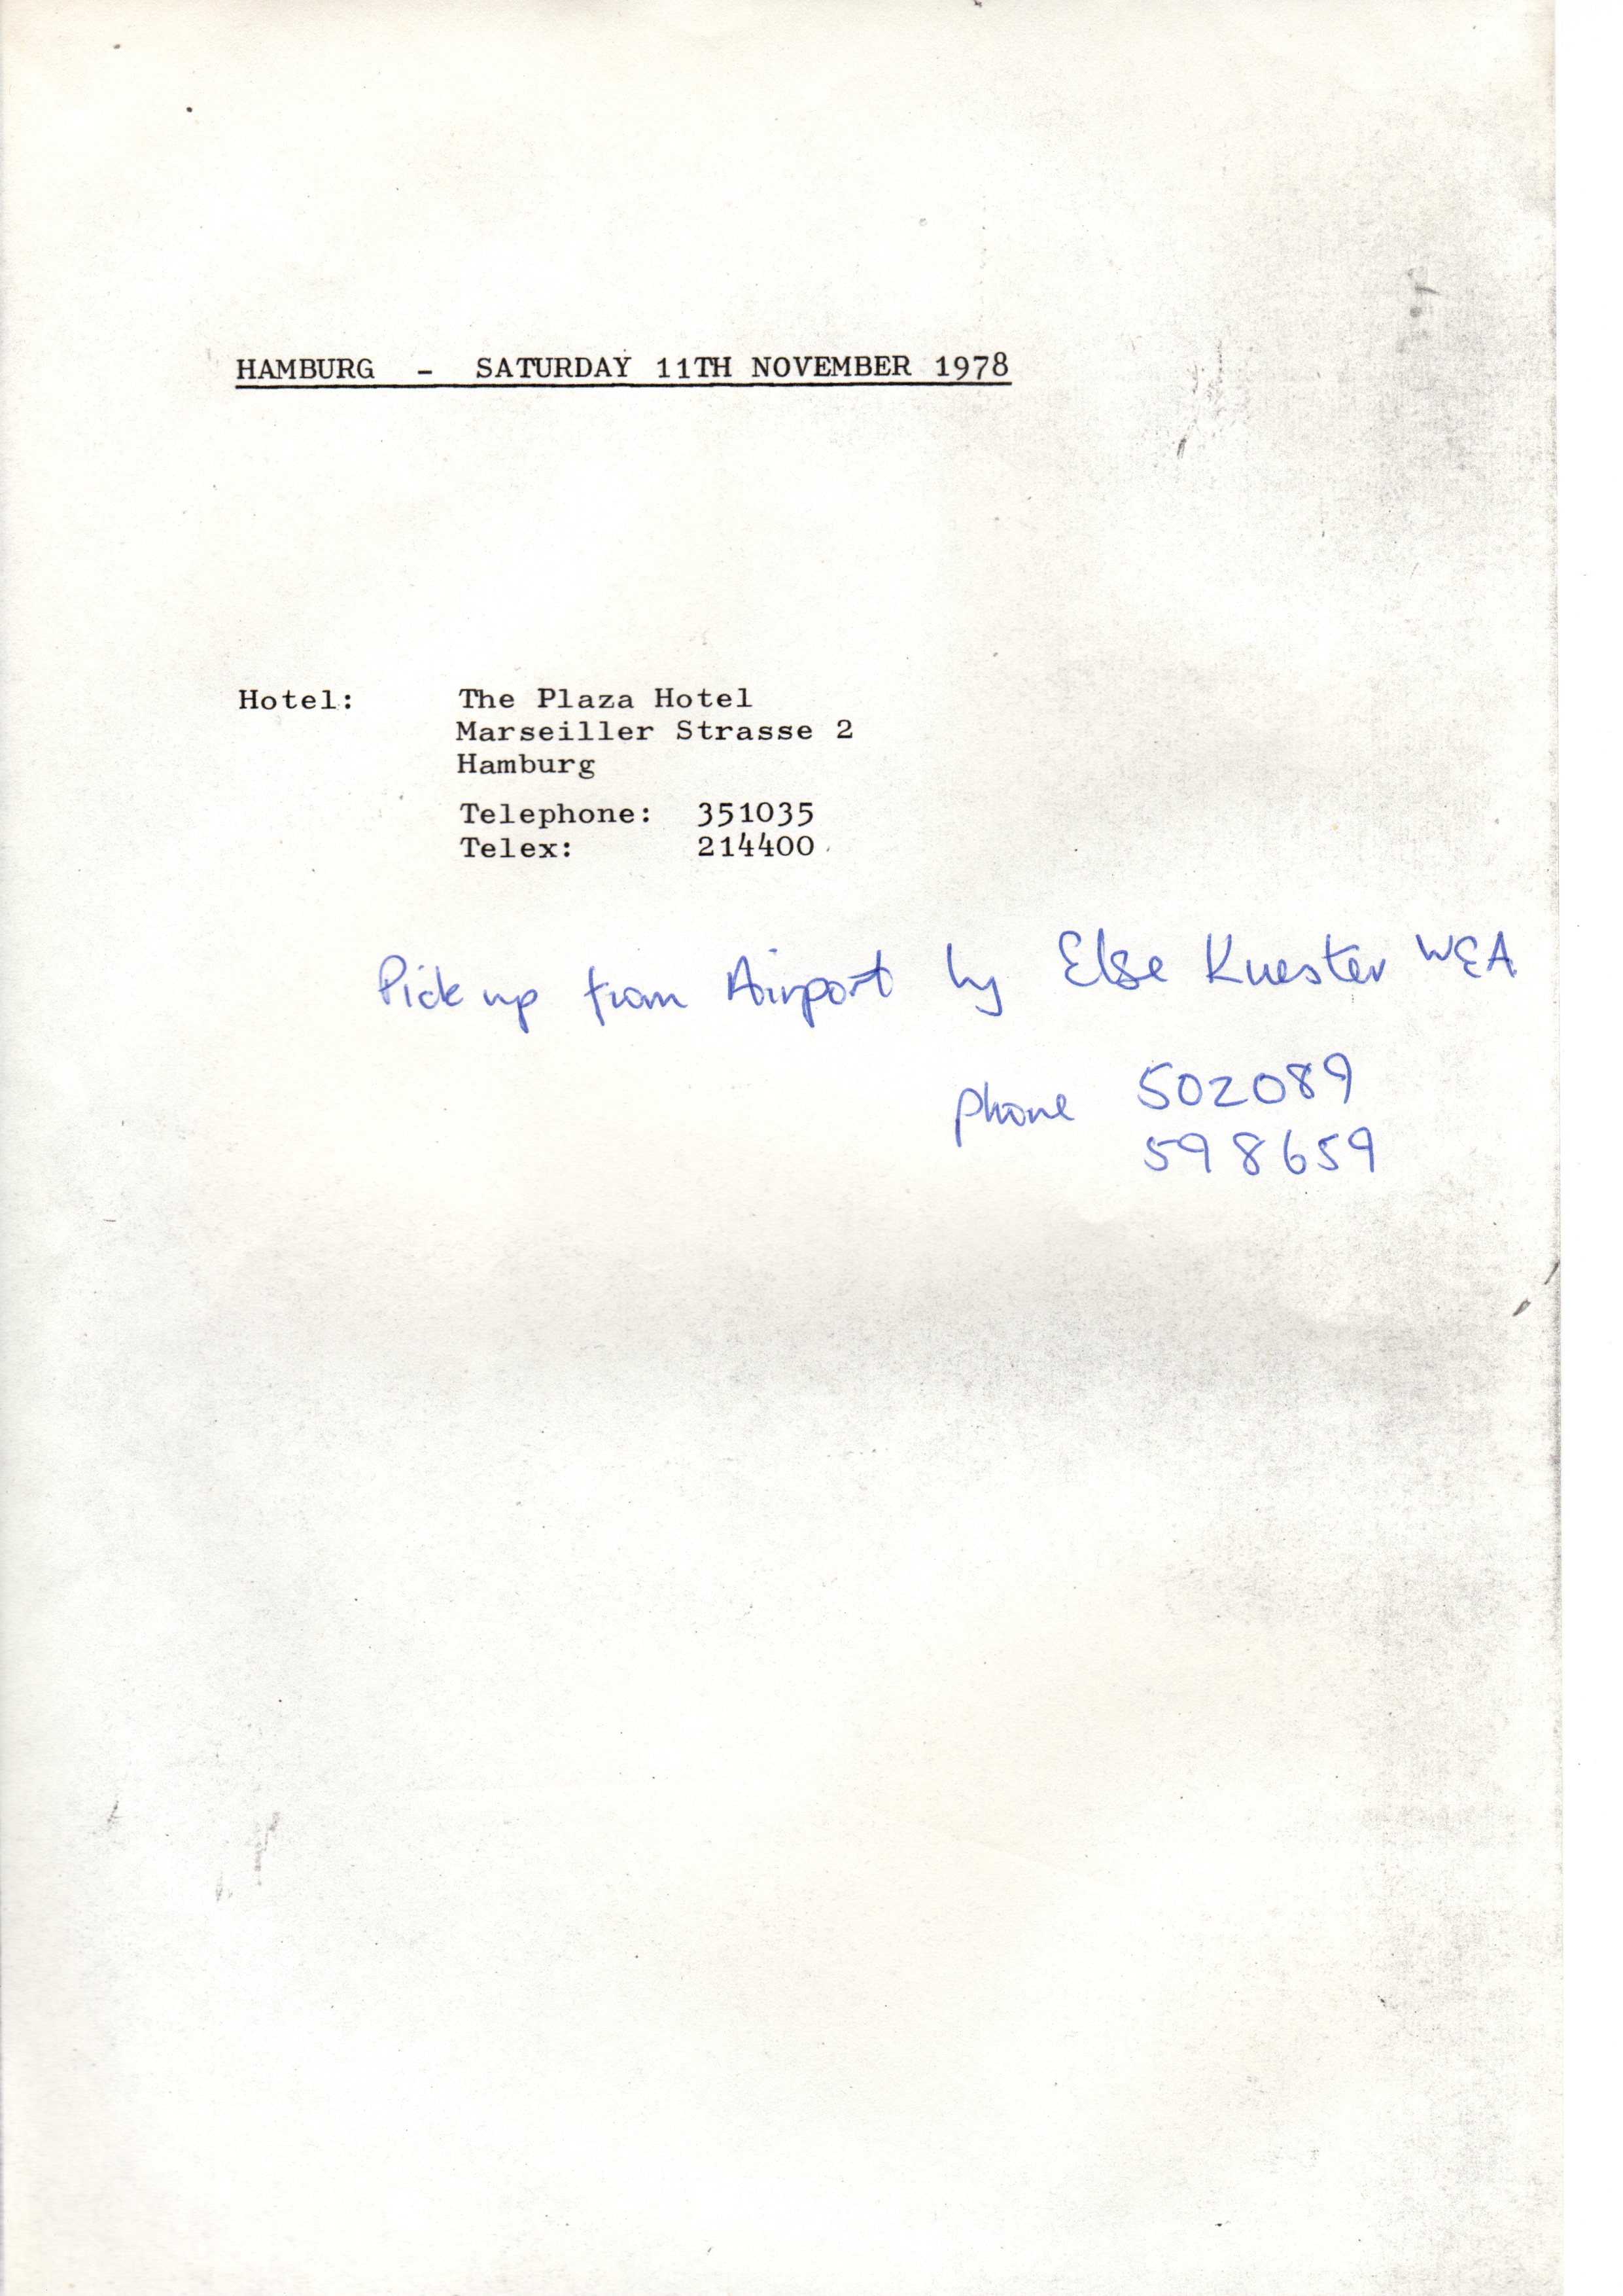 HAMBURG - SATURDAY 11TH NOVEMBER 1978
Hotel: The Plaza Hotel
Marseiller Strasse 2
Hamburg
Telephone: 351035
Telex: 214400
Pick up from Airport by Else Kuester WEA
phone 502089
598659